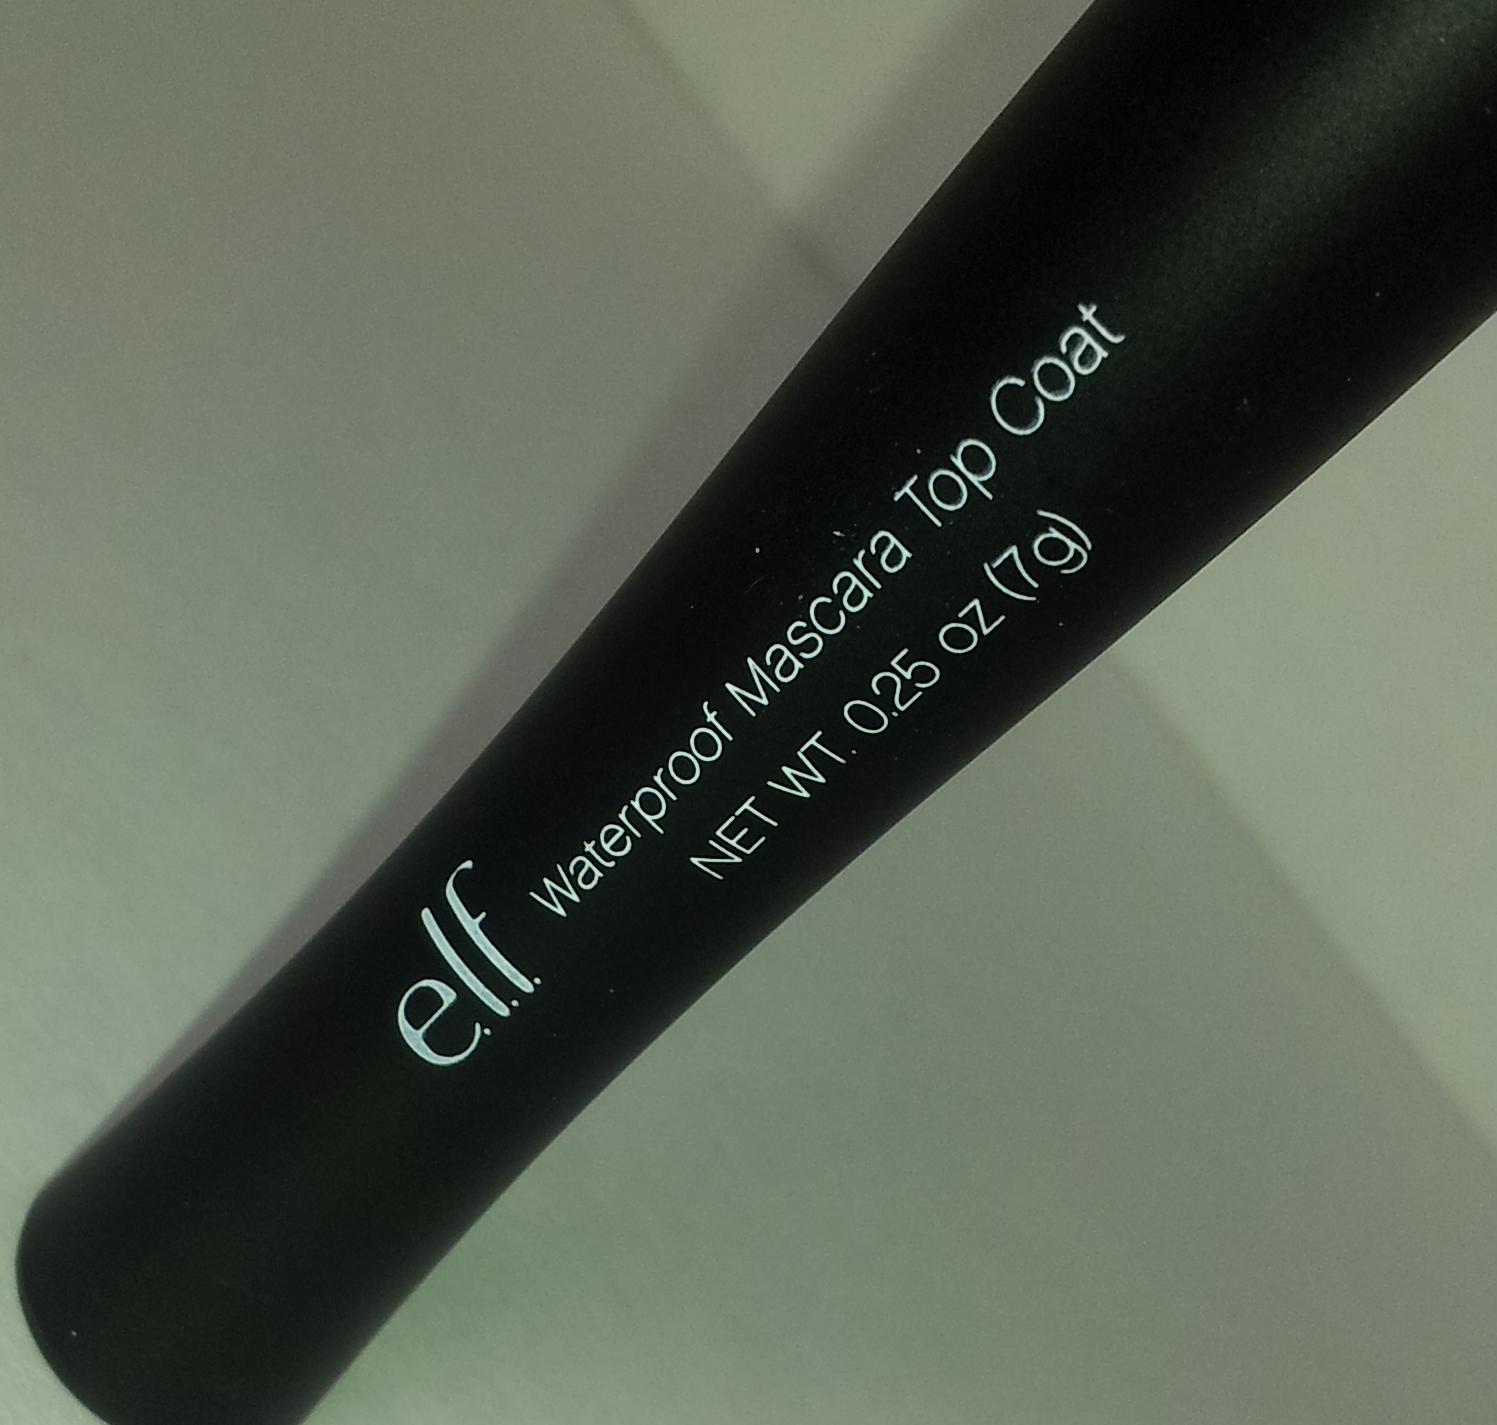 e.l.f. Waterproof Mascara Top Coat
NET WT. 0.25 oz (7g)